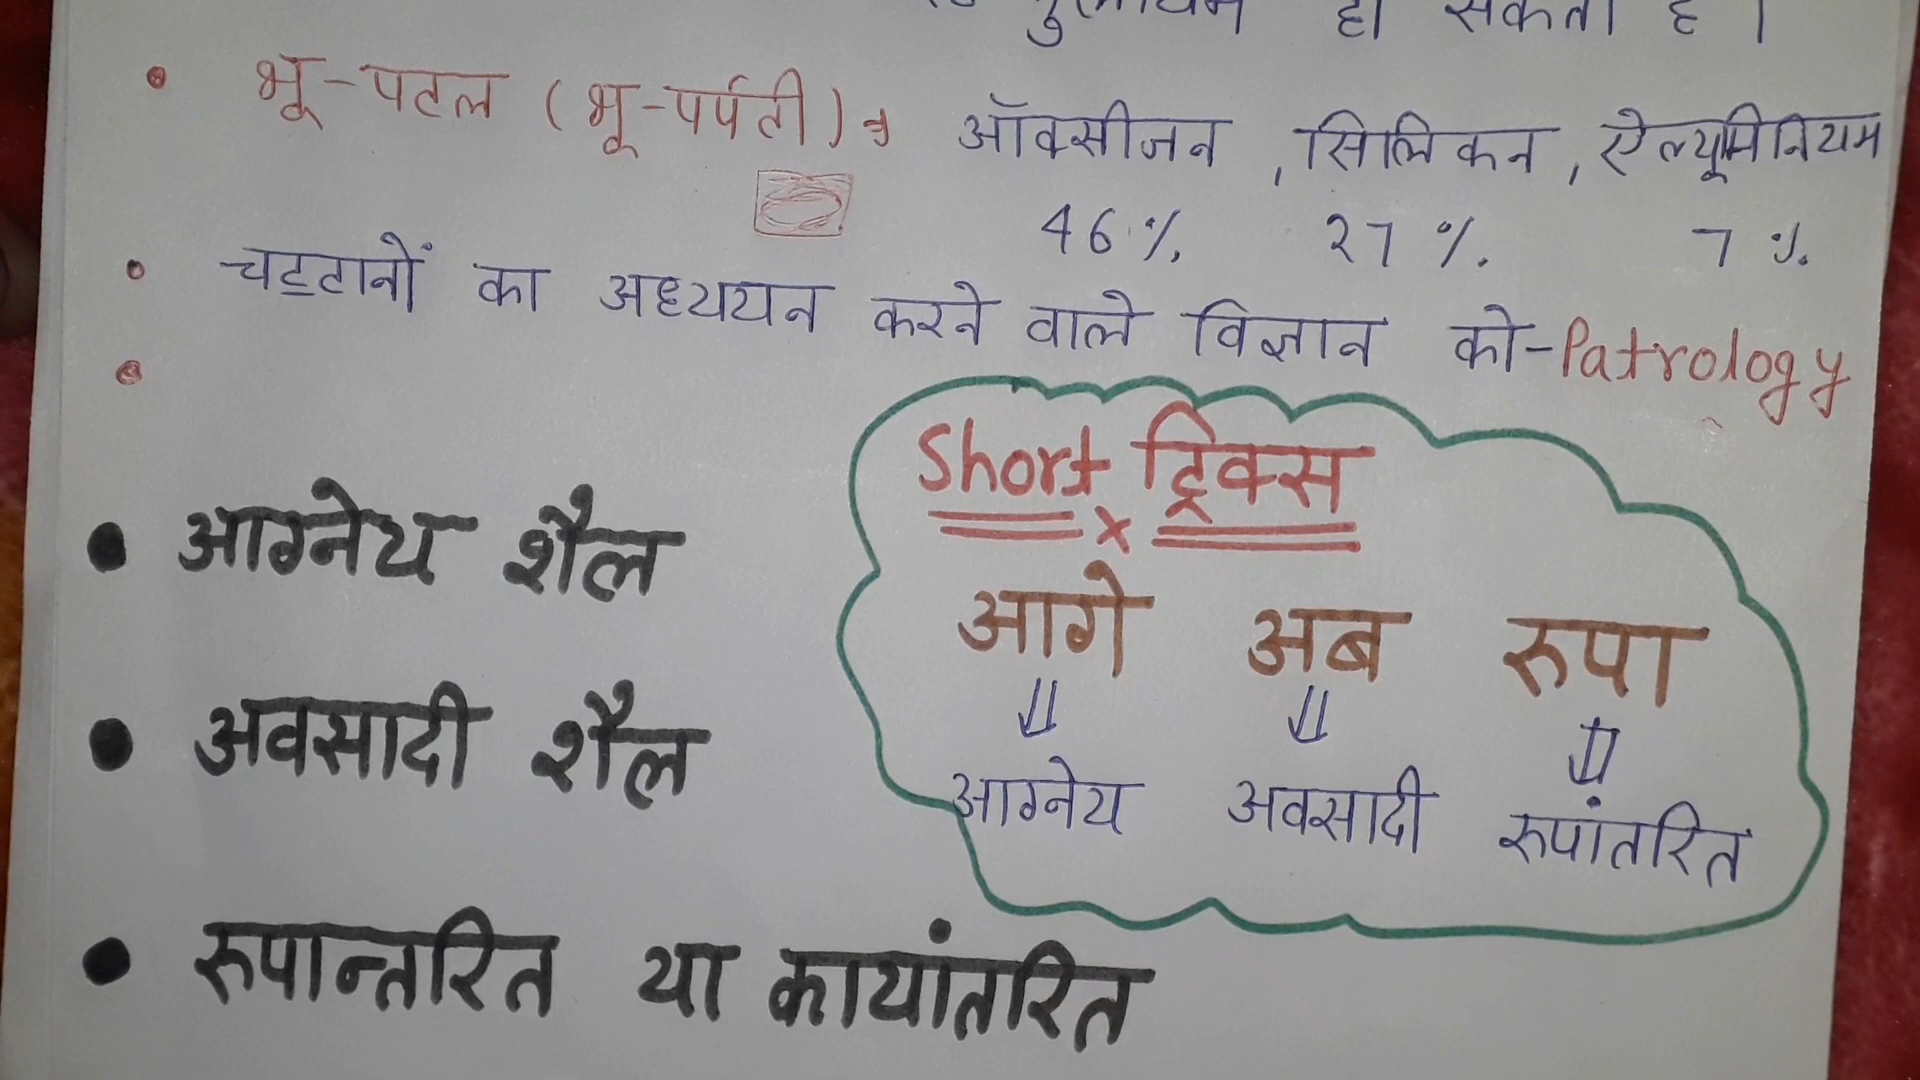 हो सकता है।
• भू-पटल (भू-पर्पटी) → ऑक्सीजन, सिलिकन, ऐल्यूमिनियम
46% 27% 7%
• चट्टानों का अध्ययन करने वाले विज्ञान को-Patrology
Short ट्रिक्स
×
• आग्नेय शैल
आगे अब रुपा
• अवसादी शैल
आग्नेय अवसादी रुपांतरित
• रुपान्तरित या कायांतरित